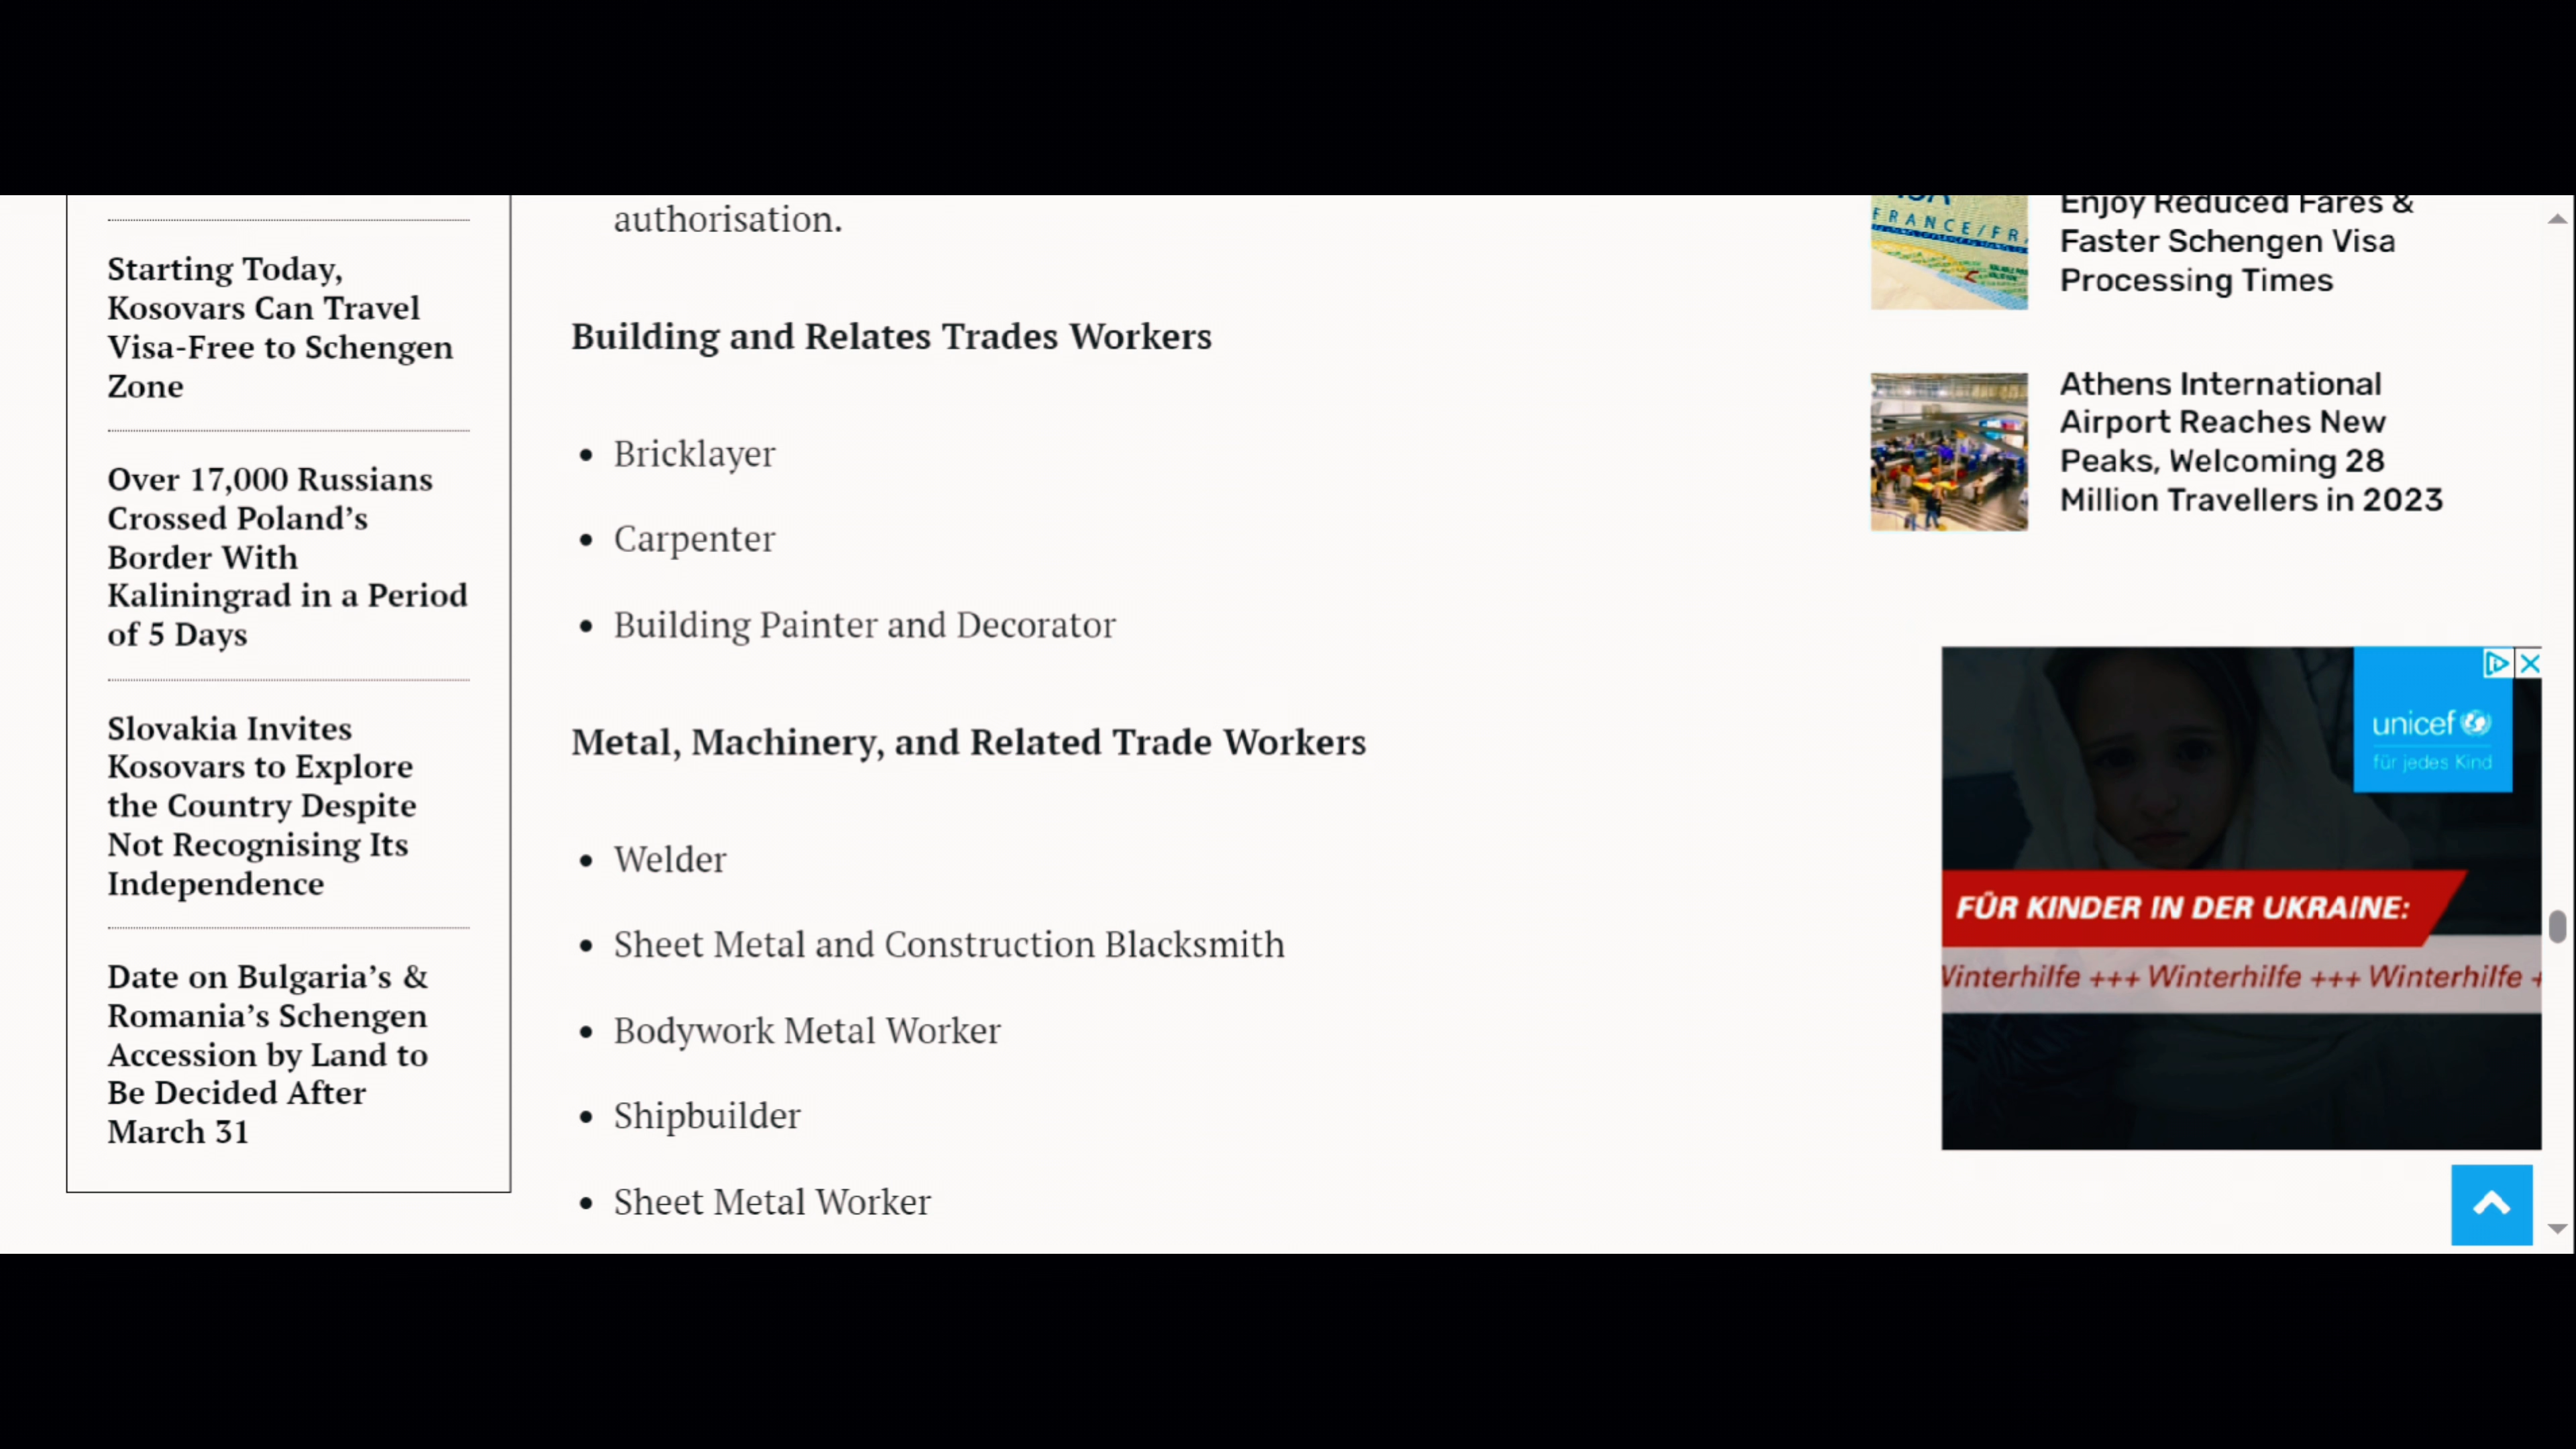 Starting Today,
Kosovars Can Travel
Visa-Free to Schengen
Zone
Over 17,000 Russians
Crossed Poland’s
Border With
Kaliningrad in a Period
of 5 Days
Slovakia Invites
Kosovars to Explore
the Country Despite
Not Recognising Its
Independence
Date on Bulgaria’s &
Romania’s Schengen
Accession by Land to
Be Decided After
March 31
authorisation.
Building and Relates Trades Workers
• Bricklayer
• Carpenter
• Building Painter and Decorator
Metal, Machinery, and Related Trade Workers
• Welder
• Sheet Metal and Construction Blacksmith
• Bodywork Metal Worker
• Shipbuilder
• Sheet Metal Worker
FRANCE/FR
Enjoy Reduced Fares &
Faster Schengen Visa
Processing Times
Athens International
Airport Reaches New
Peaks, Welcoming 28
Million Travellers in 2023
unicef
für jedes Kind
FÜR KINDER IN DER UKRAINE:
Winterhilfe +++ Winterhilfe +++ Winterhilfe +